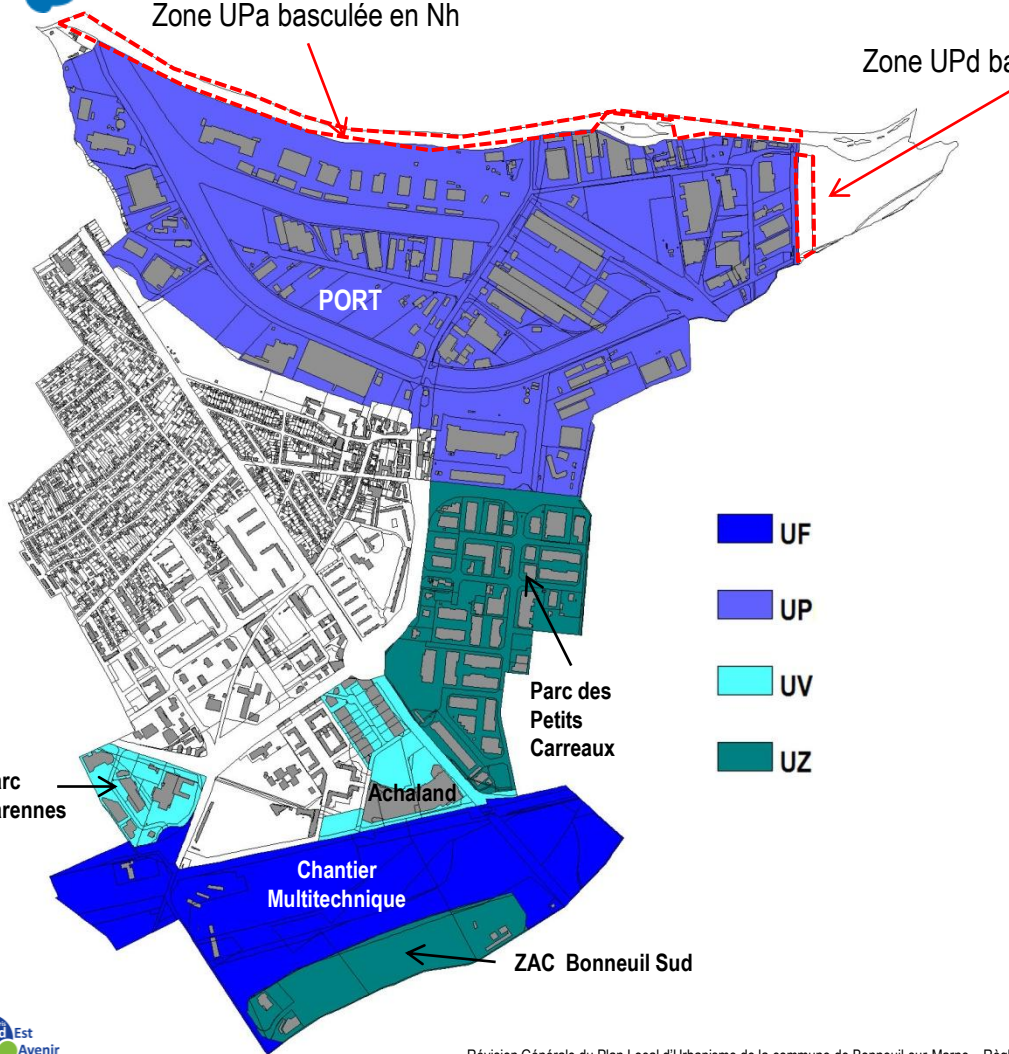 Zone UPa basculée en Nh
Zone UPd ba
PORT
UF
UP
UV
UZ
Parc des
Petits
Carreaux
arc
arennes
Achaland
Chantier
Multitechnique
ZAC Bonneuil Sud
d Est
Avenir